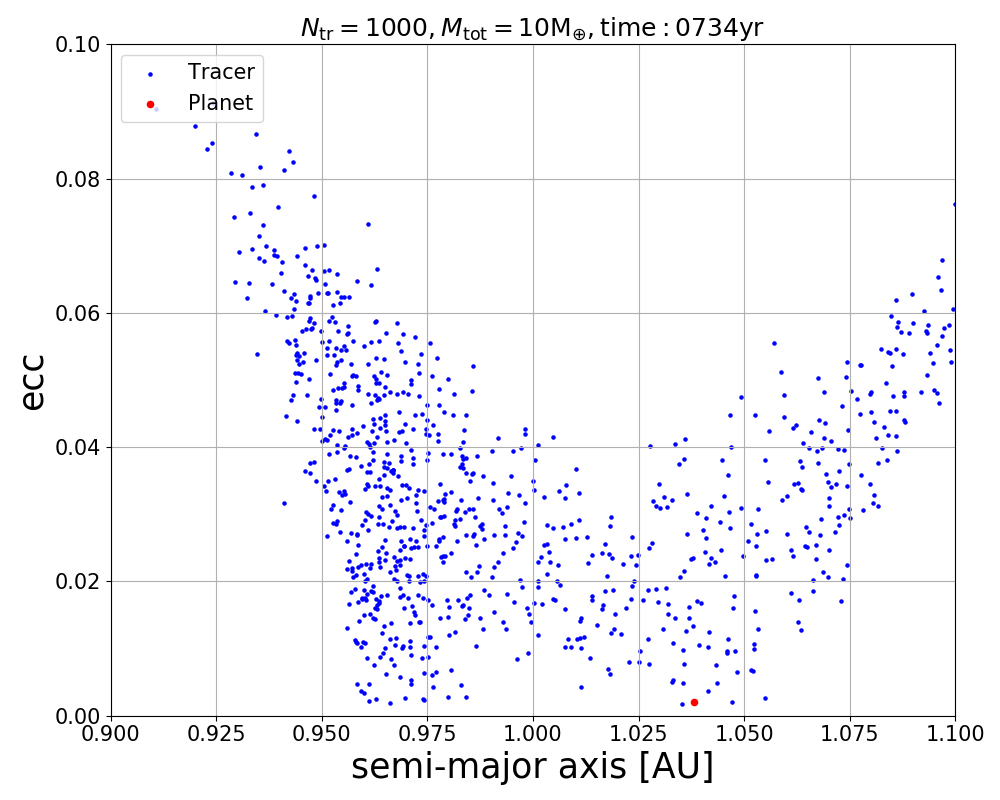 N_tr = 1000, M_tot = 10M_⊕, time : 0734yr
Tracer
Planet
ecc
0.10
0.08
0.06
0.04
0.02
0.00
0.900 0.925 0.950 0.975 1.000 1.025 1.050 1.075 1.100
semi-major axis [AU]